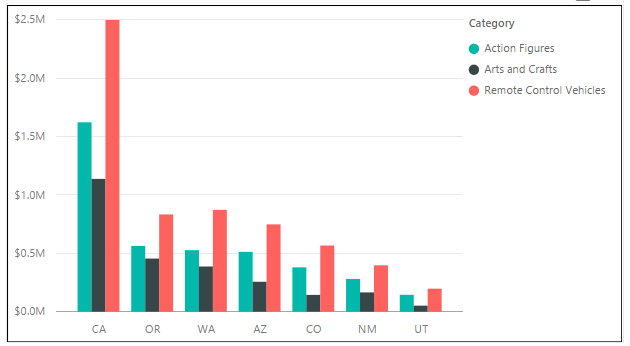 $2.5M
$2.0M
$1.5M
$1.0M
$0.5M
$0.0M
CA OR WA AZ CO NM UT
Category
Action Figures
Arts and Crafts
Remote Control Vehicles